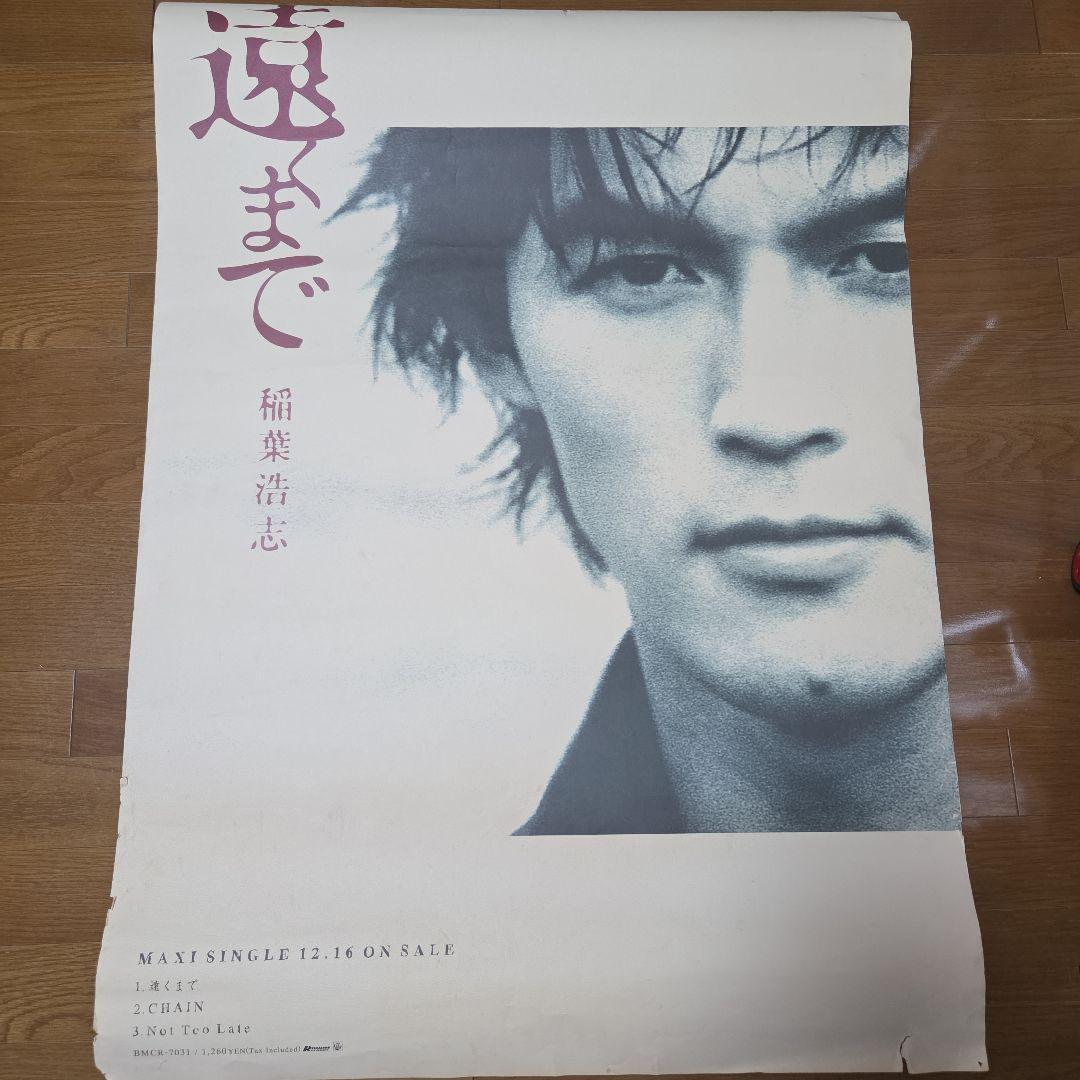 遠くまで
稲葉浩志
MAXI SINGLE 12.16 ON SALE
1. 遠くまで
2. CHAIN
3. Not Too Late
BMCR-7031 / 1,260YEN(Tax Included)